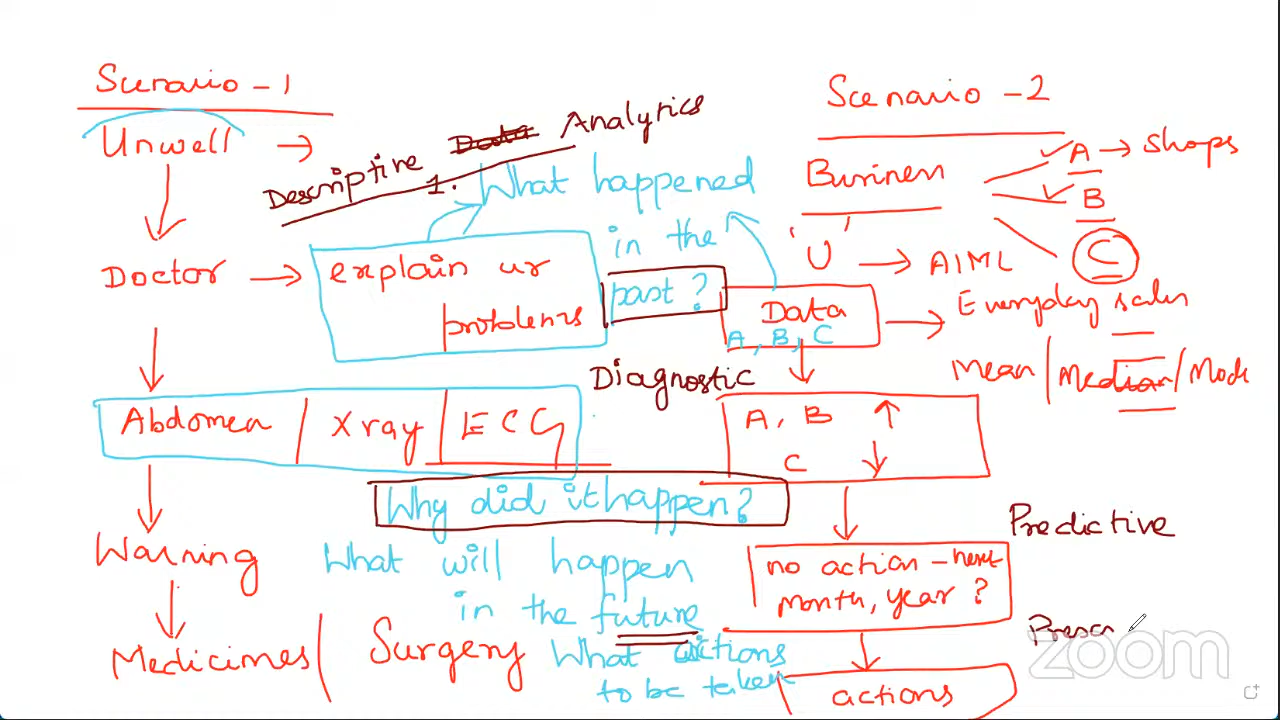 Scenario - 1
Unwell →
Doctor → explain ur
problems
Abdomen / Xray ECG
Warning
Medicines / Surgery
Descriptive Data Analytics
1. What happened
in the
past?
Diagnostic
Why did it happen?
What will happen
in the future
What actions
to be taken
Scenario - 2
Business A → Shops
B
C
'U' → AIML
Data → Everyday sales
A, B, C
Mean / Median / Mode
A, B ↑
C ↓
Predictive
no action - next
month, year ?
Prescr
actions
zoom